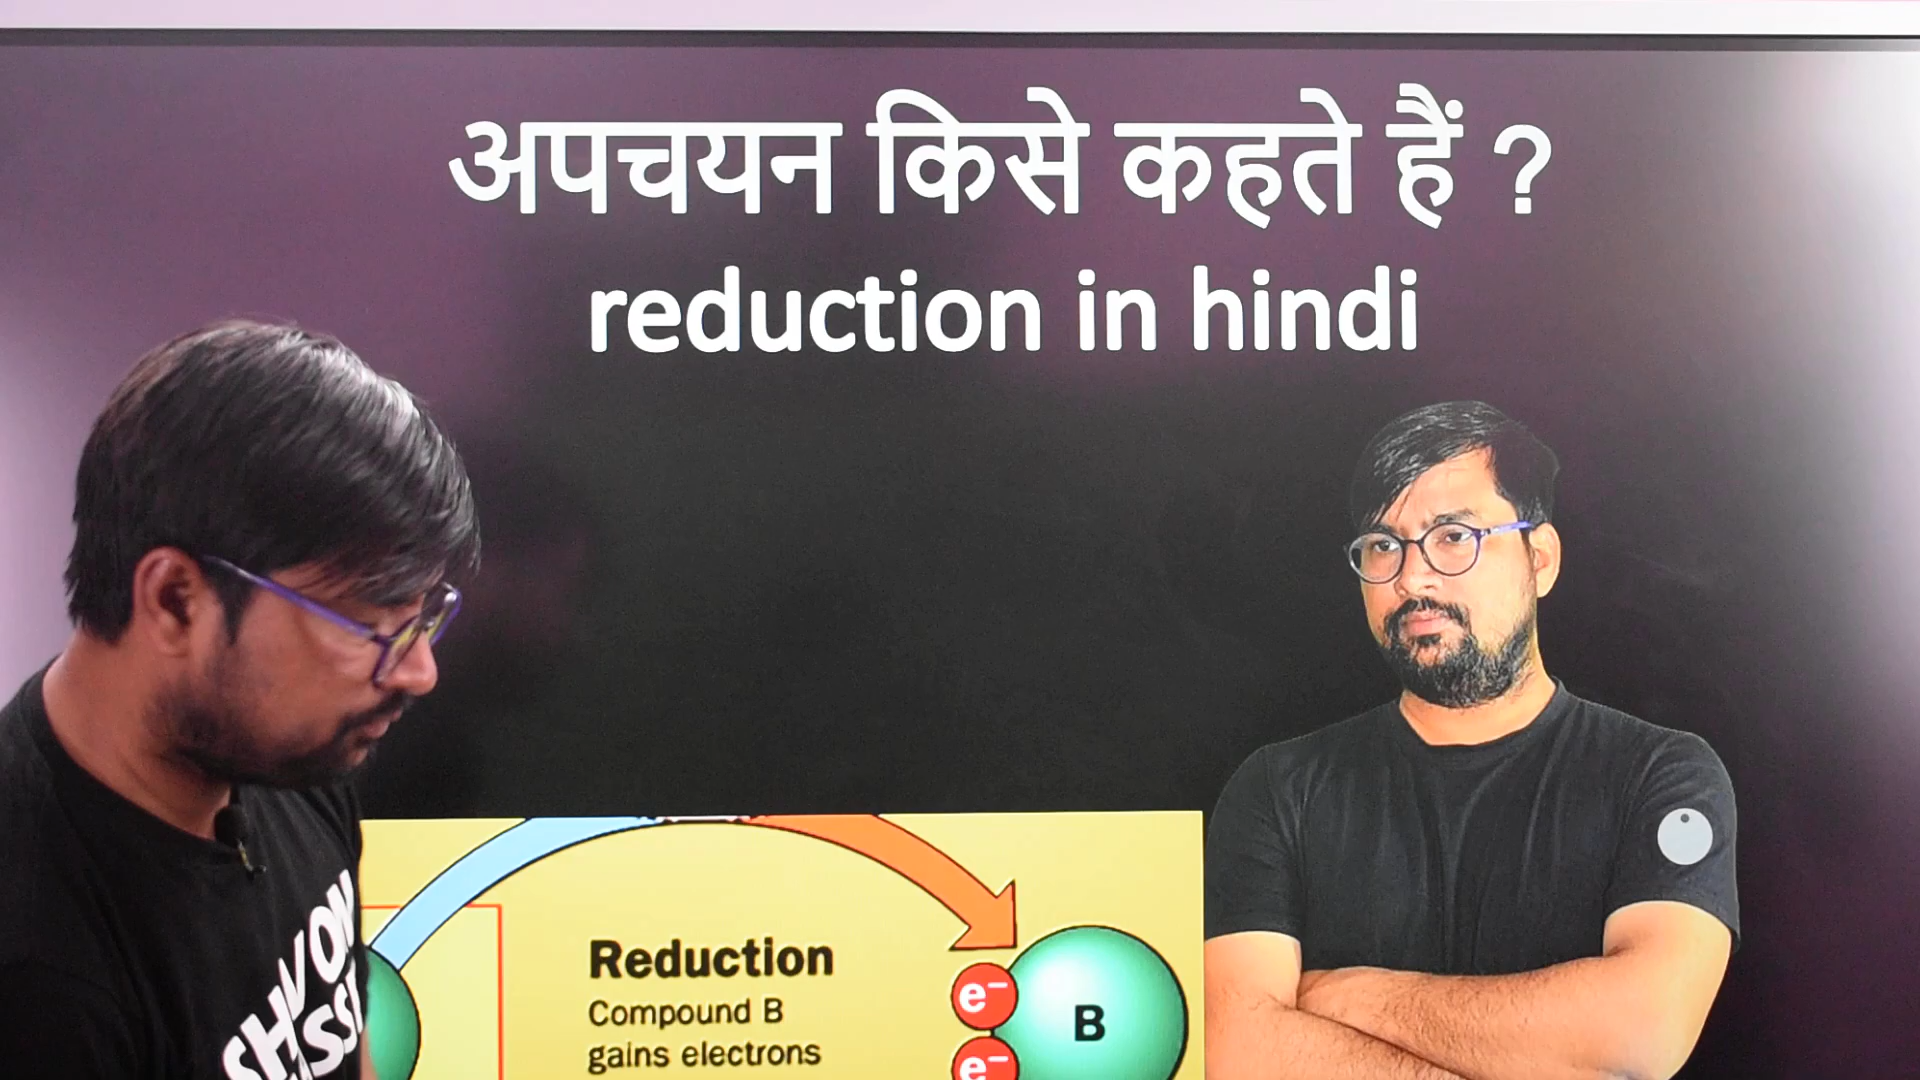 अपचयन किसे कहते हैं ?
reduction in hindi
Reduction
Compound B
gains electrons
e⁻
B
e⁻